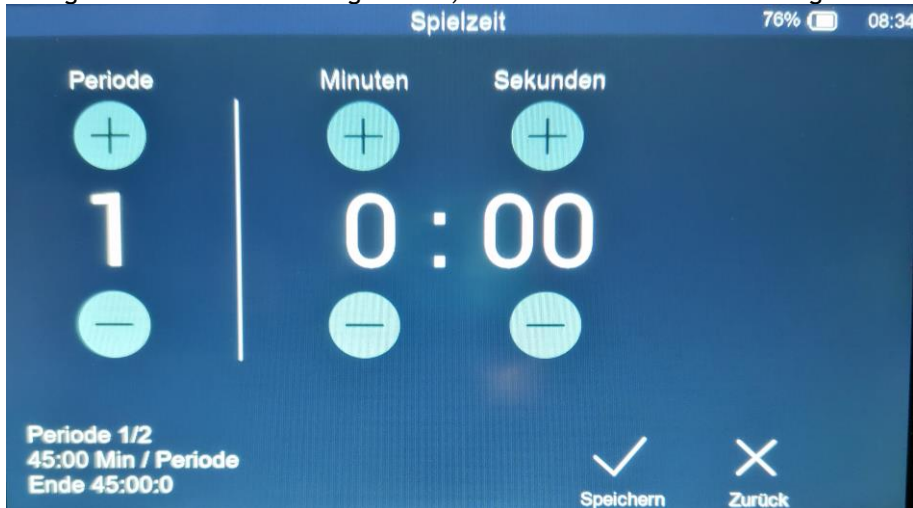 Spielzeit 76% 08:34
Periode Minuten Sekunden
+ + +
1 0 : 00
− − −
Periode 1/2
45:00 Min / Periode
Ende 45:00:0
Speichern Zurück